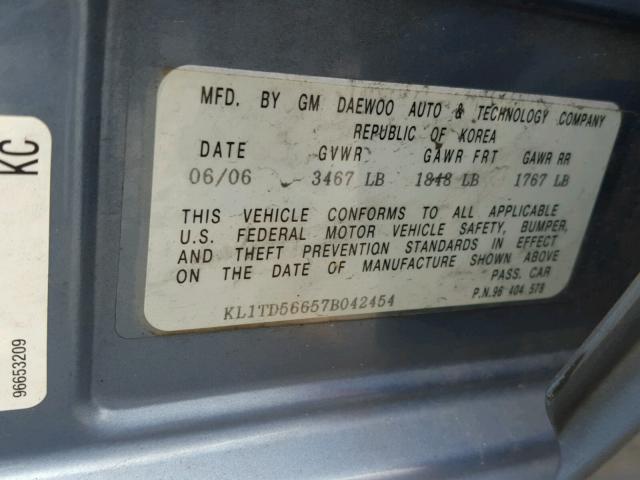 KC
96653209
MFD. BY GM DAEWOO AUTO & TECHNOLOGY COMPANY
REPUBLIC OF KOREA
DATE GVWR GAWR FRT GAWR RR
06/06 3467 LB 1848 LB 1767 LB
THIS VEHICLE CONFORMS TO ALL APPLICABLE
U.S. FEDERAL MOTOR VEHICLE SAFETY, BUMPER,
AND THEFT PREVENTION STANDARDS IN EFFECT
ON THE DATE OF MANUFACTURE SHOWN ABOVE
PASS. CAR
KL1TD56657B042454
P.N.96 404 578